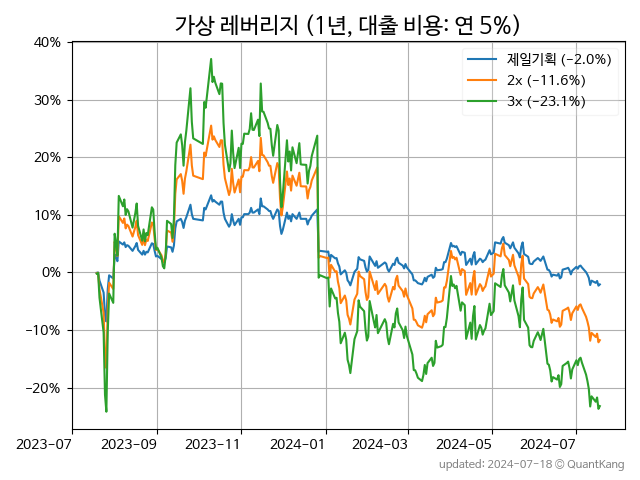 가상 레버리지 (1년, 대출 비용: 연 5%)
40%
30%
20%
10%
0%
−10%
−20%
제일기획 (−2.0%)
2x (−11.6%)
3x (−23.1%)
2023-07
2023-09
2023-11
2024-01
2024-03
2024-05
2024-07
updated: 2024-07-18 © QuantKang